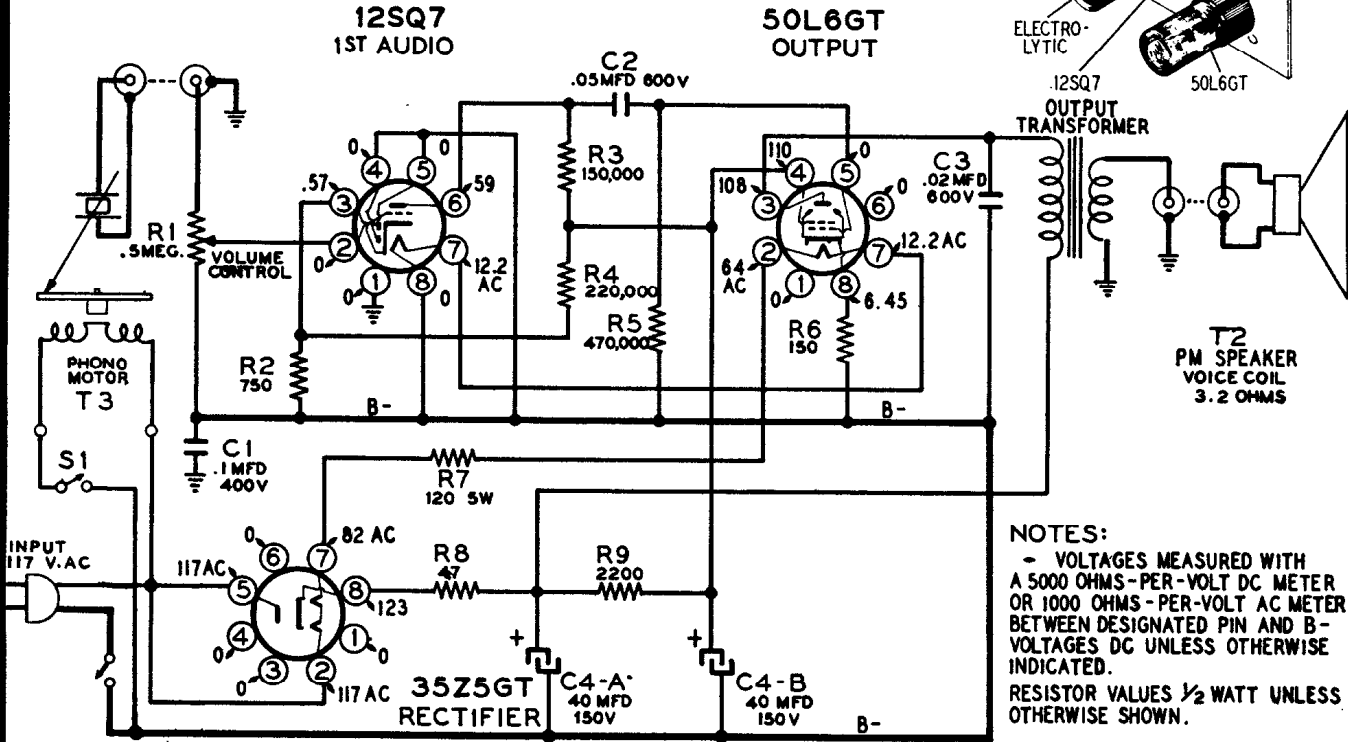 12SQ7
1ST AUDIO
50L6GT
OUTPUT
ELECTRO-
LYTIC
12SQ7
50L6GT
OUTPUT
TRANSFORMER
C2
.05MFD 600V
R3
150,000
C3
.02MFD
600V
R1
.5MEG.
VOLUME
CONTROL
0
4
0
5
.57
3
59
6
2
0
7
12.2
AC
0
1
8
0
R4
220,000
R5
470,000
110
4
5
0
108
3
6
0
2
64
AC
7
12.2AC
0
1
8
6.45
R6
150
PHONO
MOTOR
T3
R2
750
B-
B-
T2
PM SPEAKER
VOICE COIL
3.2 OHMS
S1
C1
.1MFD
400V
R7
120 5W
INPUT
117 V.AC
0
6
7
82 AC
117AC
5
8
123
4
0
1
0
3
0
2
117AC
R8
47
R9
2200
35Z5GT
RECTIFIER
+
C4-A
40 MFD
150V
+
C4-B
40 MFD
150V
B-
NOTES:
- VOLTAGES MEASURED WITH
A 5000 OHMS-PER-VOLT DC METER
OR 1000 OHMS-PER-VOLT AC METER
BETWEEN DESIGNATED PIN AND B-
VOLTAGES DC UNLESS OTHERWISE
INDICATED.
RESISTOR VALUES ½ WATT UNLESS
OTHERWISE SHOWN.